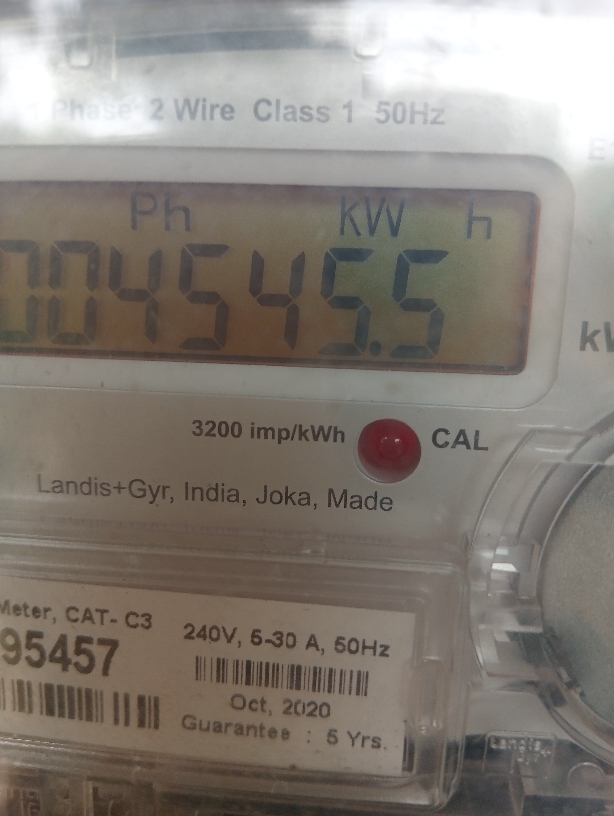 Phase 2 Wire Class 1 50Hz
Ph KW h
004545.5
3200 imp/kWh CAL
Landis+Gyr, India, Joka, Made
Meter, CAT- C3
95457
240V, 5-30 A, 50Hz
Oct, 2020
Guarantee : 5 Yrs.